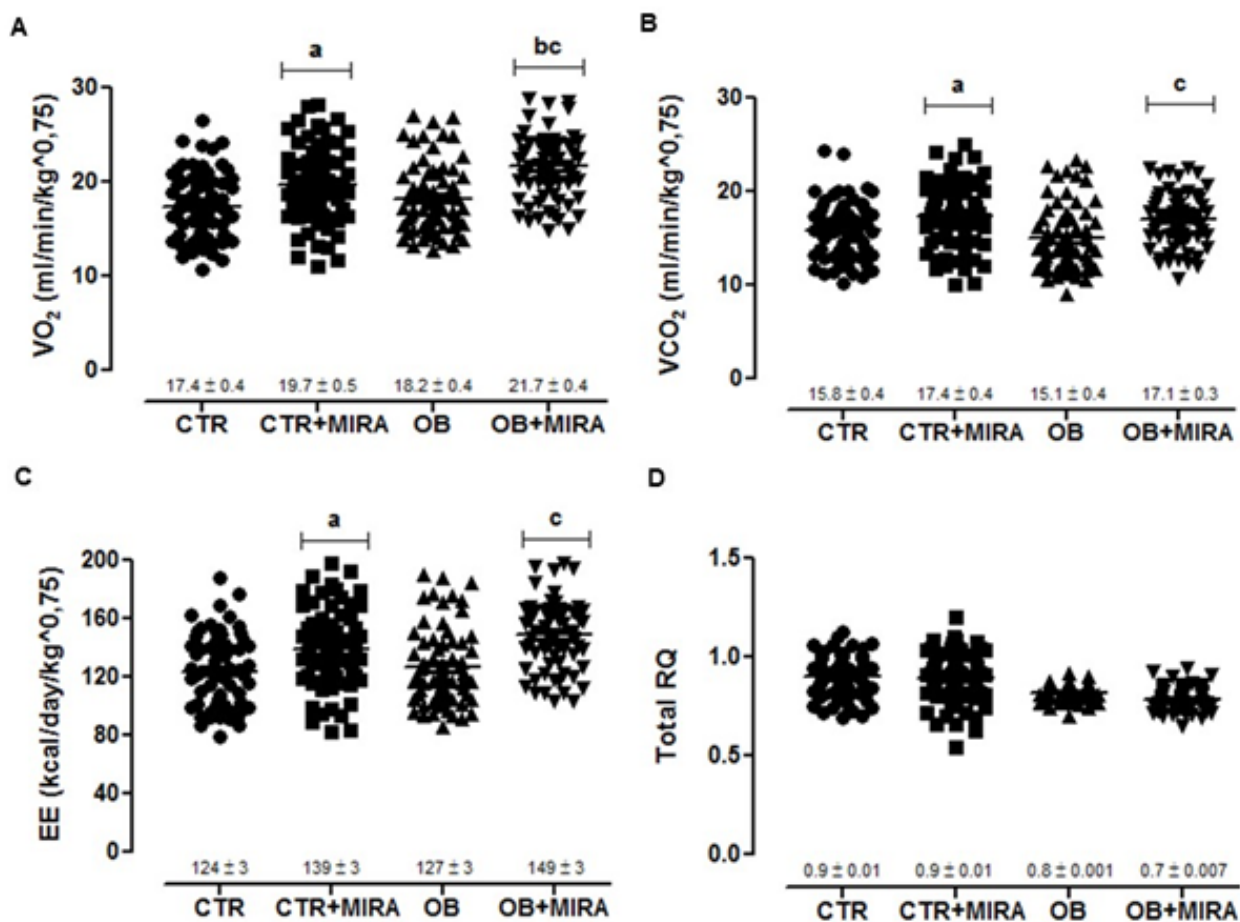 A
VO₂ (ml/min/kg^0,75)
30
20
10
0
a
bc
17.4 ± 0.4 19.7 ± 0.5 18.2 ± 0.4 21.7 ± 0.4
CTR CTR+MIRA OB OB+MIRA
B
VCO₂ (ml/min/kg^0,75)
30
20
10
0
a
c
15.8 ± 0.4 17.4 ± 0.4 15.1 ± 0.4 17.1 ± 0.3
CTR CTR+MIRA OB OB+MIRA
C
EE (kcal/day/kg^0,75)
200
160
120
80
40
0
a
c
124 ± 3 139 ± 3 127 ± 3 149 ± 3
CTR CTR+MIRA OB OB+MIRA
D
Total RQ
1.5
1.0
0.5
0.0
0.9 ± 0.01 0.9 ± 0.01 0.8 ± 0.001 0.7 ± 0.007
CTR CTR+MIRA OB OB+MIRA